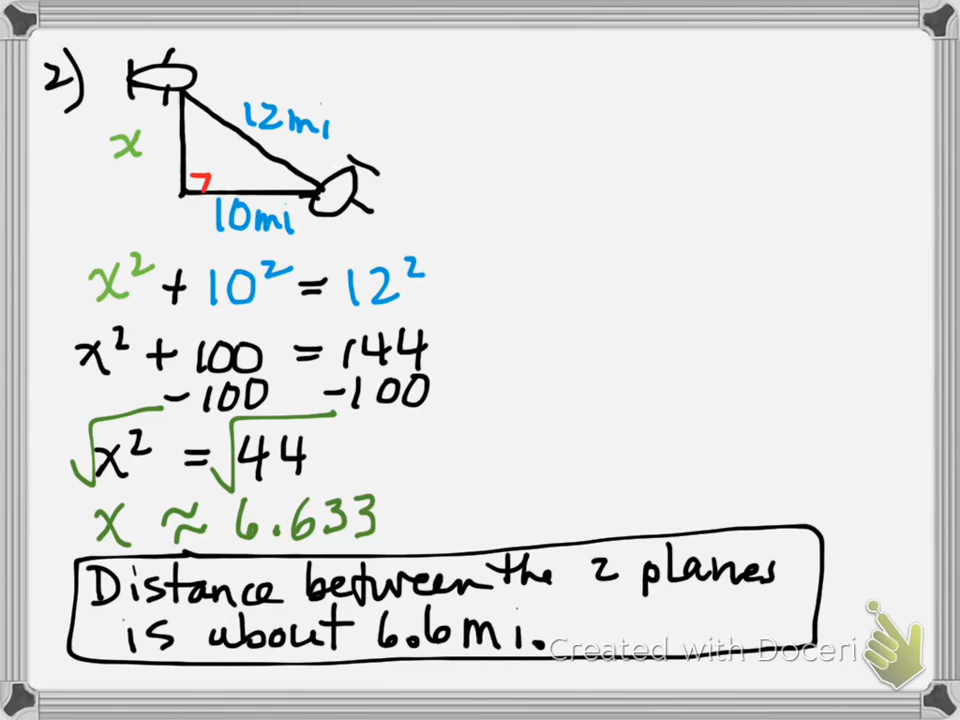 2)
12mi
x
10mi
x² + 10² = 12²
x² + 100 = 144
-100 -100
√x² = √44
x ≈ 6.633
Distance between the 2 planes
is about 6.6mi.
Created with Doceri